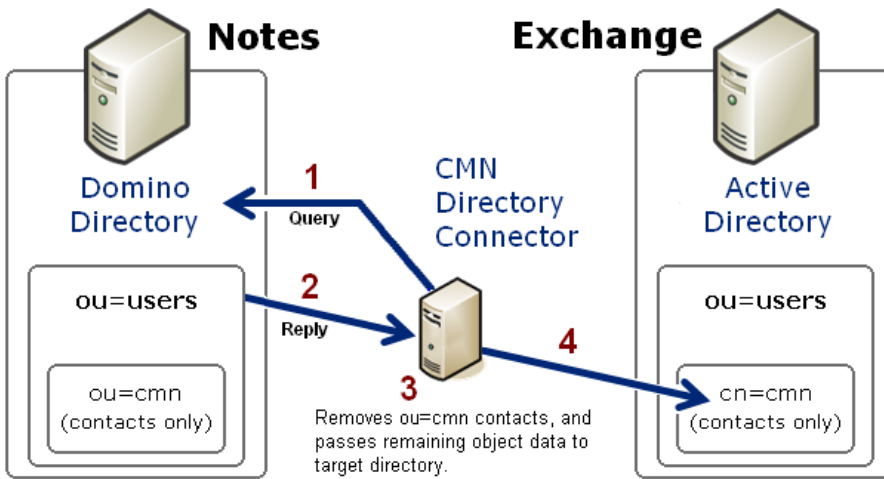 Notes
Exchange
Domino
Directory
1
Query
CMN
Directory
Connector
Active
Directory
ou=users
2
Reply
ou=users
4
ou=cmn
(contacts only)
3
Removes ou=cmn contacts, and
passes remaining object data to
target directory.
cn=cmn
(contacts only)